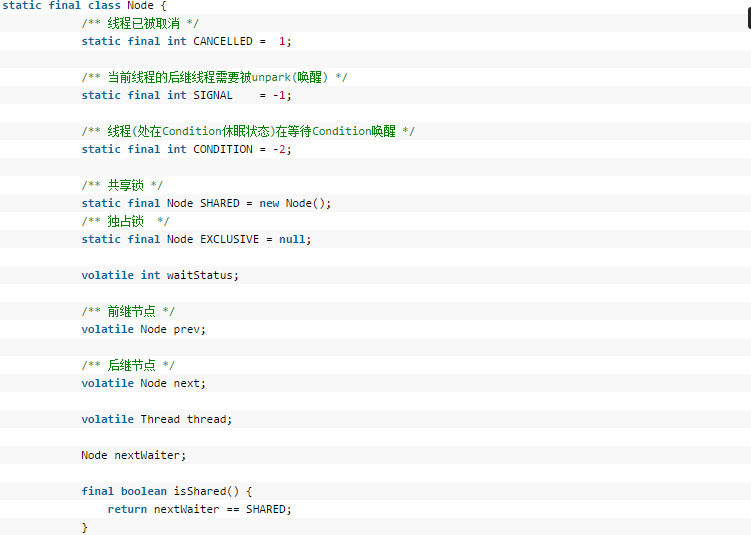 static final class Node {
/** 线程已被取消 */
static final int CANCELLED =  1;
/** 当前线程的后继线程需要被unpark(唤醒) */
static final int SIGNAL    = -1;
/** 线程(处在Condition休眠状态)在等待Condition唤醒 */
static final int CONDITION = -2;
/** 共享锁 */
static final Node SHARED = new Node();
/** 独占锁  */
static final Node EXCLUSIVE = null;
volatile int waitStatus;
/** 前继节点 */
volatile Node prev;
/** 后继节点 */
volatile Node next;
volatile Thread thread;
Node nextWaiter;
final boolean isShared() {
return nextWaiter == SHARED;
}